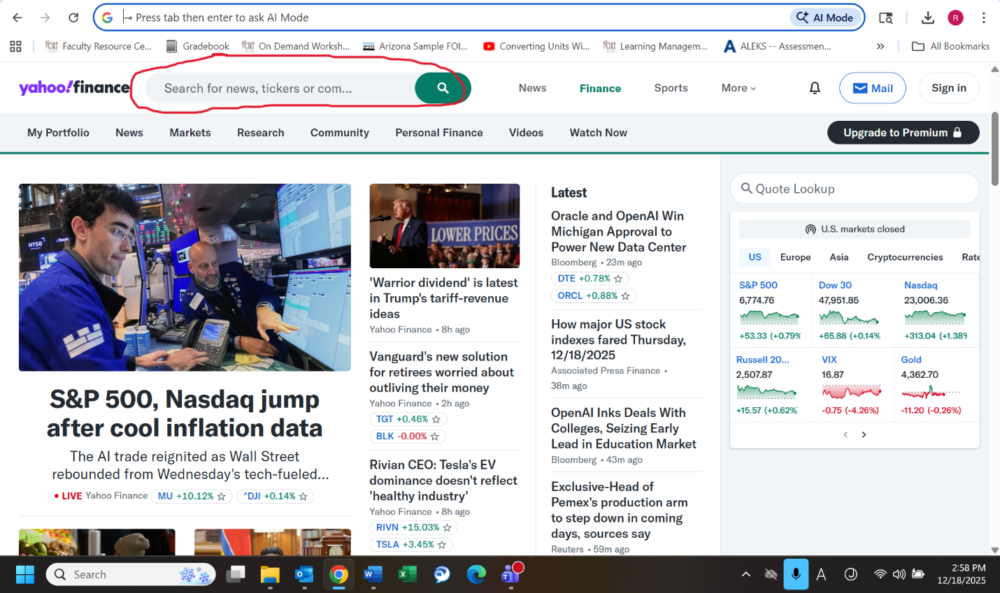 Press tab then enter to ask AI Mode
AI Mode
R
Faculty Resource Ce...
Gradebook
On Demand Worksh...
Arizona Sample FOI...
Converting Units Wi...
Learning Managem...
ALEKS -- Assessmen...
»
All Bookmarks
yahoo!finance
Search for news, tickers or com...
News
Finance
Sports
More
Mail
Sign in
My Portfolio
News
Markets
Research
Community
Personal Finance
Videos
Watch Now
Upgrade to Premium
NYSE
S&P 500, Nasdaq jump
after cool inflation data
The AI trade reignited as Wall Street
rebounded from Wednesday's tech-fueled...
• LIVE Yahoo Finance MU +10.12% ^DJI +0.14%
LOWER PRICES
'Warrior dividend' is latest
in Trump's tariff-revenue
ideas
Yahoo Finance • 8h ago
Vanguard's new solution
for retirees worried about
outliving their money
Yahoo Finance • 2h ago
TGT +0.46%
BLK -0.00%
Rivian CEO: Tesla's EV
dominance doesn't reflect
'healthy industry'
Yahoo Finance • 8h ago
RIVN +15.03%
TSLA +3.45%
Latest
Oracle and OpenAI Win
Michigan Approval to
Power New Data Center
Bloomberg • 23m ago
DTE +0.78%
ORCL +0.88%
How major US stock
indexes fared Thursday,
12/18/2025
Associated Press Finance •
38m ago
OpenAI Inks Deals With
Colleges, Seizing Early
Lead in Education Market
Bloomberg • 43m ago
Exclusive-Head of
Pemex's production arm
to step down in coming
days, sources say
Reuters • 59m ago
Quote Lookup
U.S. markets closed
US
Europe
Asia
Cryptocurrencies
Rate
S&P 500
6,774.76
+53.33 (+0.79%
Dow 30
47,951.85
+65.88 (+0.14%
Nasdaq
23,006.36
+313.04 (+1.38%
Russell 20...
2,507.87
+15.57 (+0.62%)
VIX
16.87
-0.75 (-4.26%)
Gold
4,362.70
-11.20 (-0.26%)
Search
2:58 PM
12/18/2025